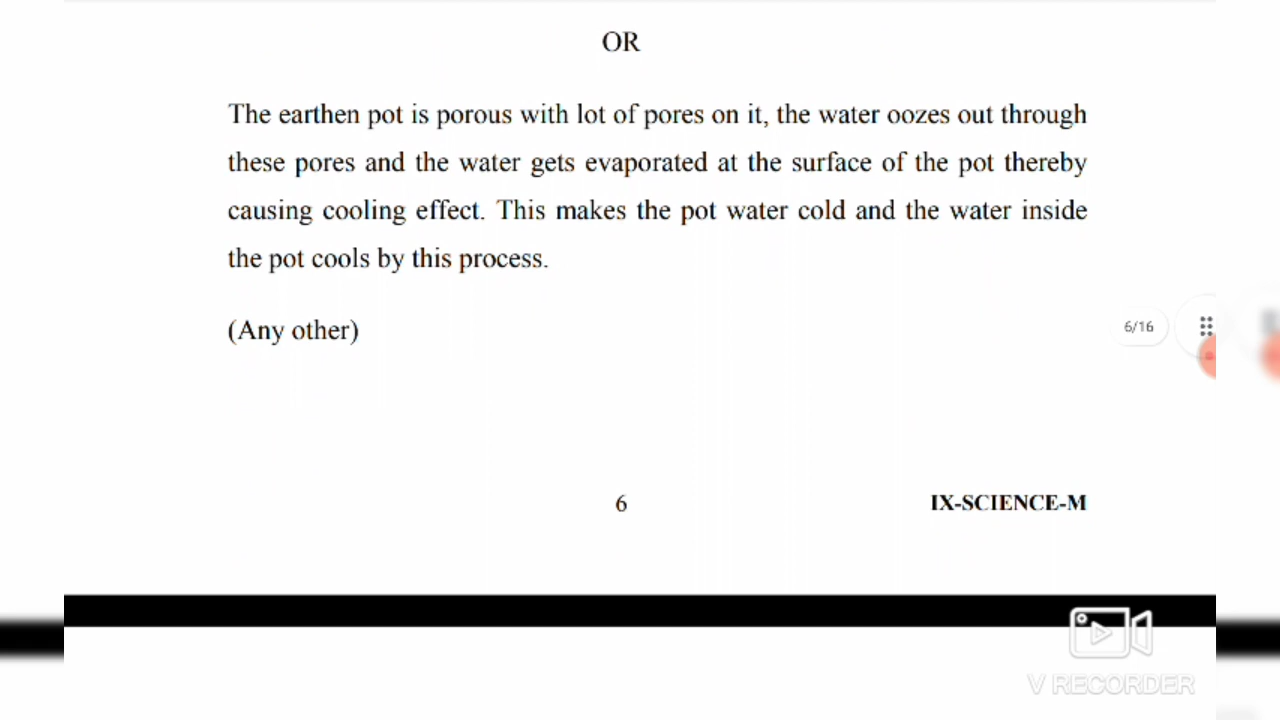 OR
The earthen pot is porous with lot of pores on it, the water oozes out through
these pores and the water gets evaporated at the surface of the pot thereby
causing cooling effect. This makes the pot water cold and the water inside
the pot cools by this process.
6/16
(Any other)
6 IX-SCIENCE-M
V RECORDER